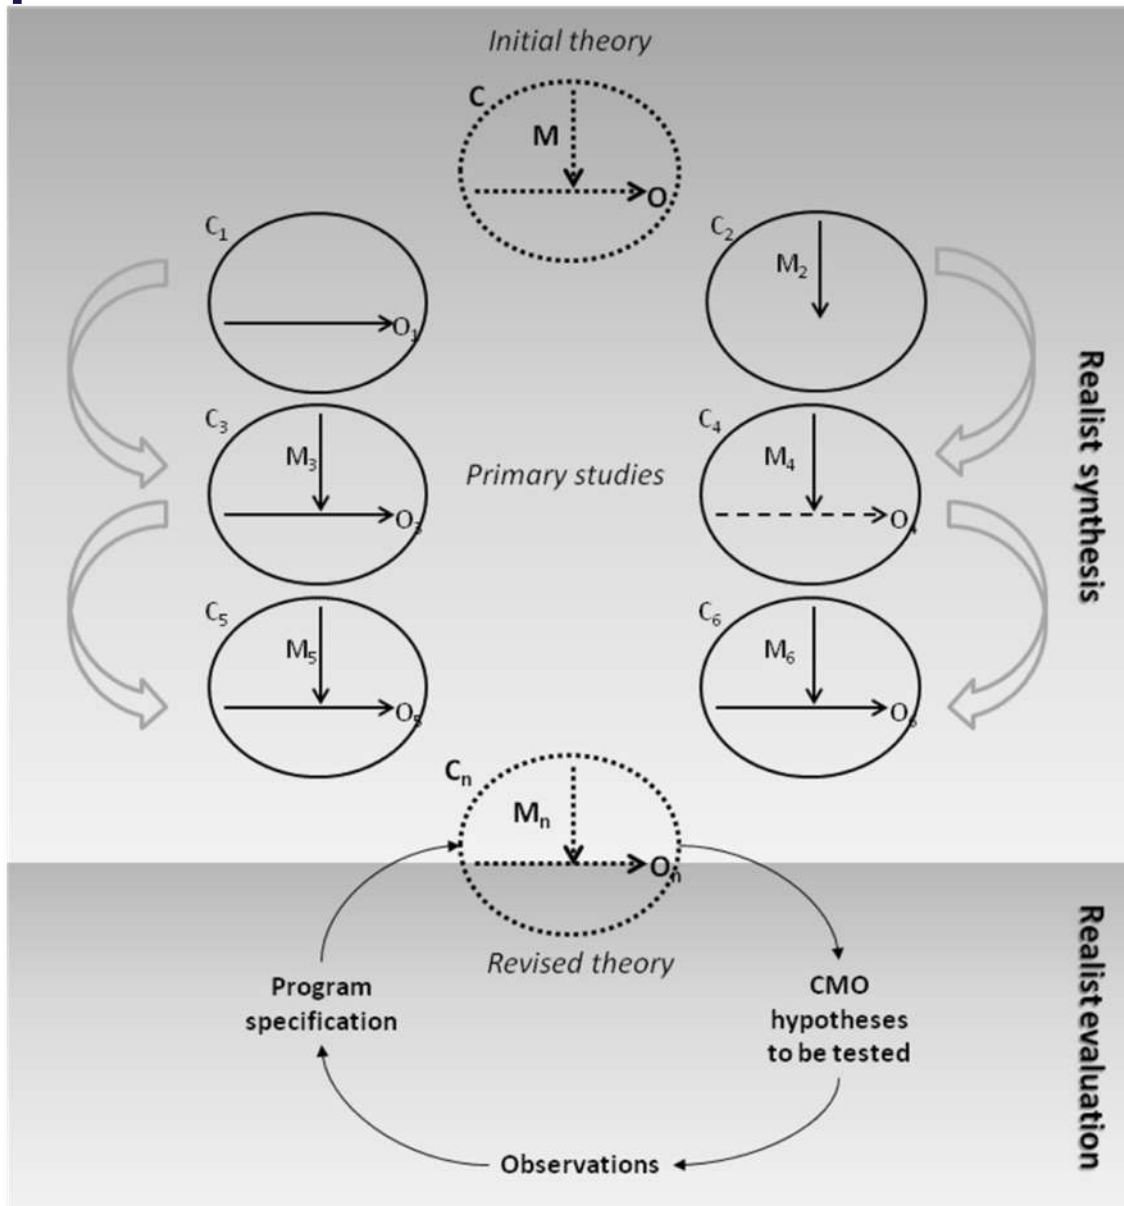 Initial theory
C
M
O
C₁
O₁
C₂
M₂
C₃
M₃
O₃
Primary studies
C₄
M₄
O₄
C₅
M₅
O₅
C₆
M₆
O₆
Realist synthesis
Cₙ
Mₙ
Oₙ
Revised theory
Program
specification
CMO
hypotheses
to be tested
Observations
Realist evaluation